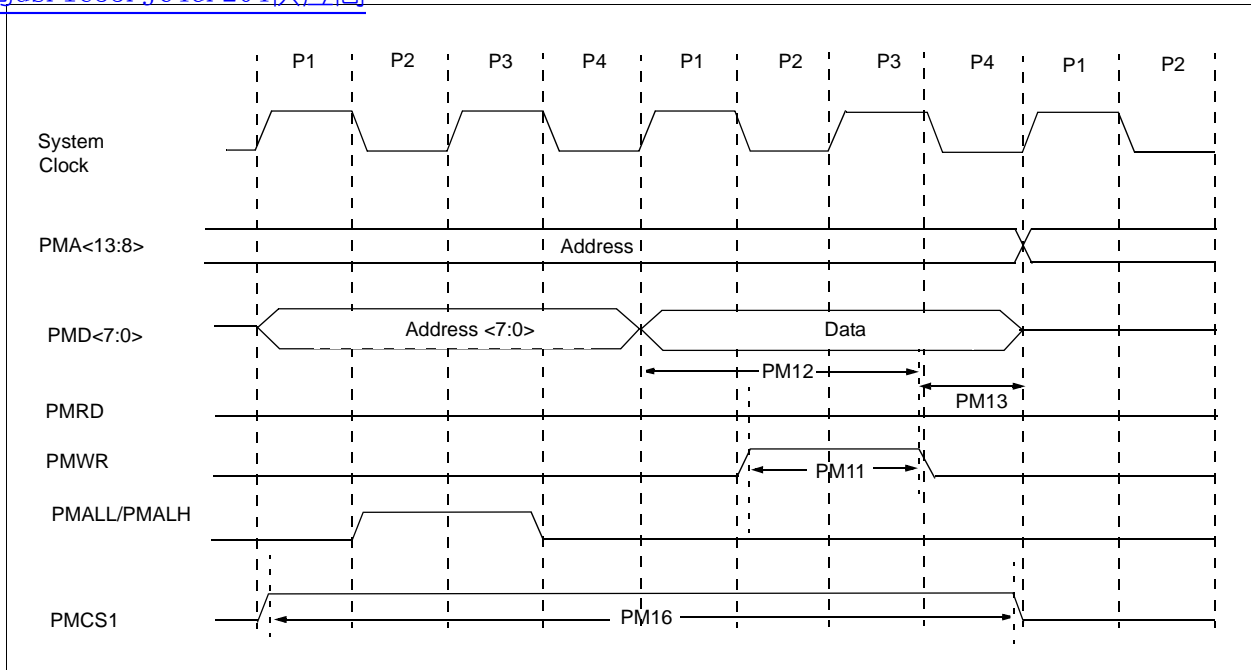 P1 P2 P3 P4 P1 P2 P3 P4 P1 P2
System
Clock
PMA<13:8>
Address
PMD<7:0>
Address <7:0>
Data
PM12
PM13
PMRD
PMWR
PM11
PMALL/PMALH
PMCS1
PM16